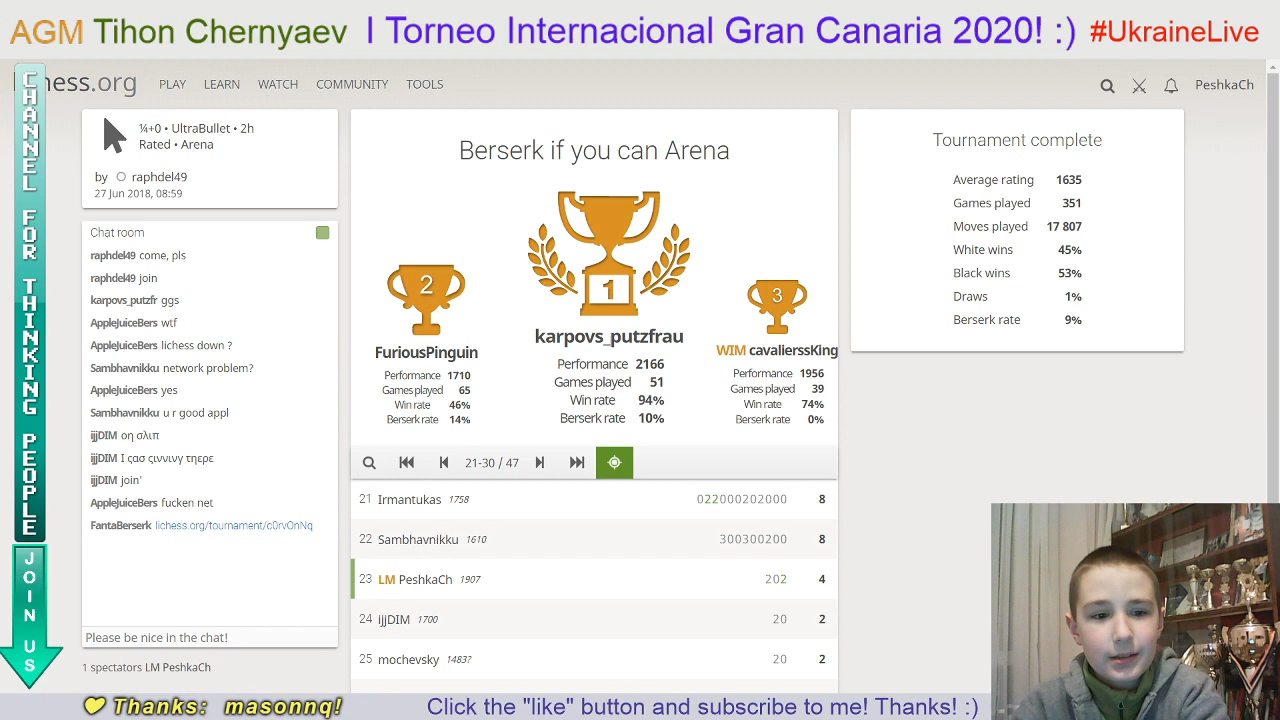 AGM Tihon Chernyaev I Torneo Internacional Gran Canaria 2020! :) #UkraineLive
CHANNEL FOR THINKING PEOPLE
JOIN US
hess.org PLAY LEARN WATCH COMMUNITY TOOLS PeshkaCh
¼+0 • UltraBullet • 2h
Rated • Arena
by raphdel49
27 Jun 2018, 08:59
Chat room
raphdel49 come, pls
raphdel49 join
karpovs_putzfr ggs
AppleJuiceBers wtf
AppleJuiceBers lichess down ?
Sambhavnikku network problem?
AppleJuiceBers yes
Sambhavnikku u r good appl
ijjDIM οη σλιπ
ijjDIM Ι ςασ ςιννινγ τηερε
ijjDIM join'
AppleJuiceBers fucken net
FantaBerserk lichess.org/tournament/c0rvOnNq
Please be nice in the chat!
1 spectators LM PeshkaCh
Berserk if you can Arena
2
FuriousPinguin
Performance 1710
Games played 65
Win rate 46%
Berserk rate 14%
1
karpovs_putzfrau
Performance 2166
Games played 51
Win rate 94%
Berserk rate 10%
3
WIM cavalierssKing
Performance 1956
Games played 39
Win rate 74%
Berserk rate 0%
21-30 / 47
21 Irmantukas 1758 022000202000 8
22 Sambhavnikku 1610 300300200 8
23 LM PeshkaCh 1907 202 4
24 ijjDIM 1700 20 2
25 mochevsky 1483? 20 2
Tournament complete
Average rating 1635
Games played 351
Moves played 17 807
White wins 45%
Black wins 53%
Draws 1%
Berserk rate 9%
Thanks: masonnq!
Click the "like" button and subscribe to me! Thanks! :)